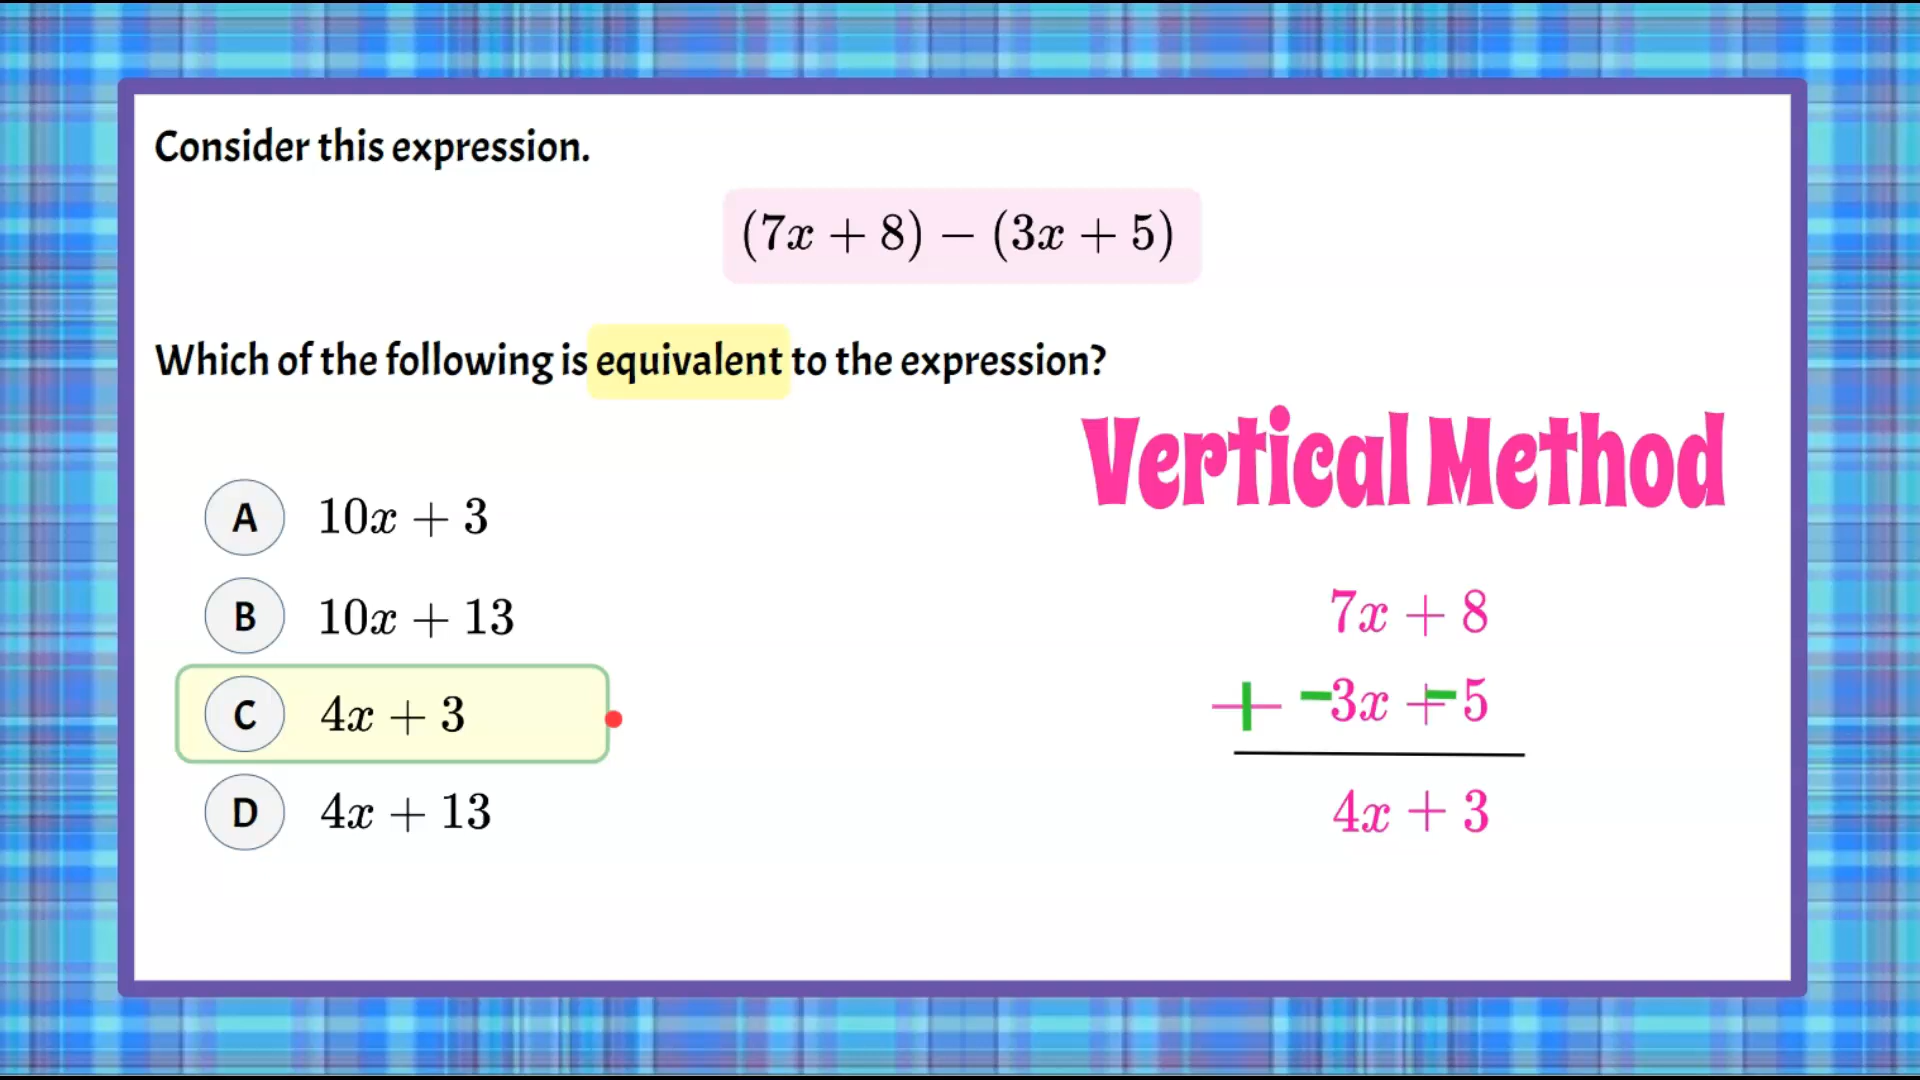 Consider this expression.
(7x + 8) − (3x + 5)
Which of the following is equivalent to the expression?
Vertical Method
A 10x + 3
B 10x + 13
C 4x + 3
D 4x + 13
7x + 8
+ −3x − 5
4x + 3